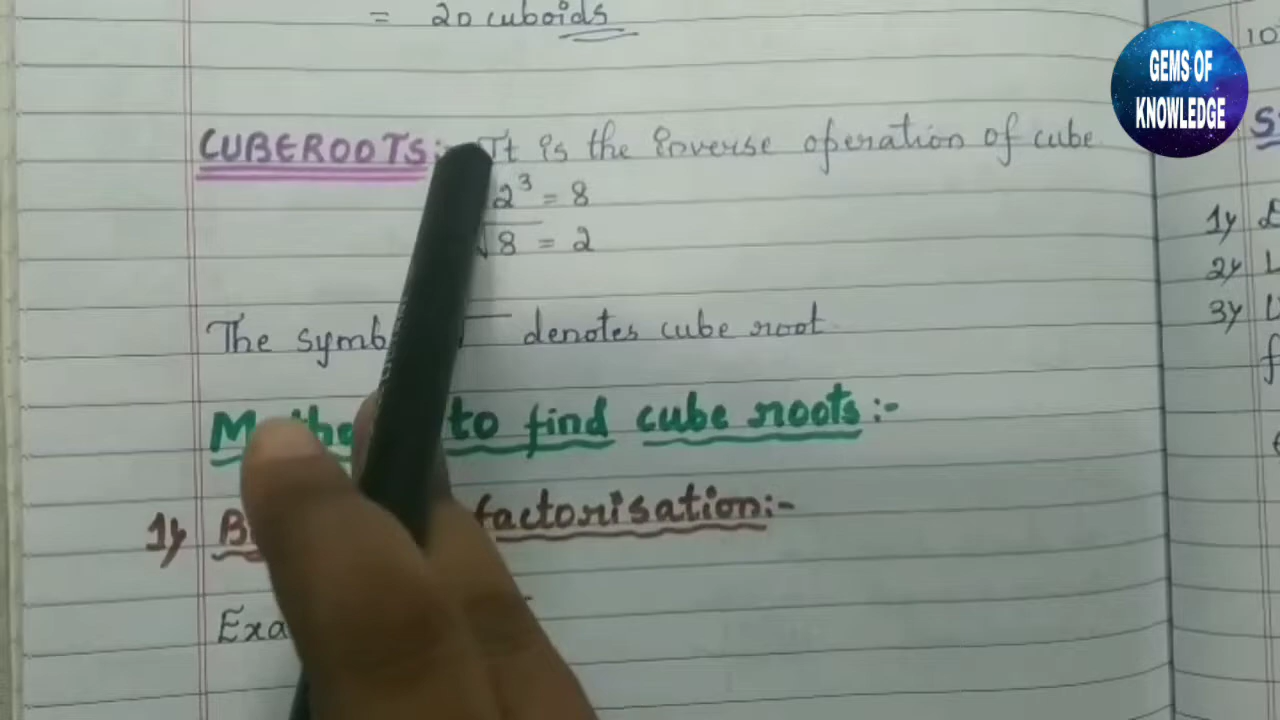 = 20 cuboids
GEMS OF
KNOWLEDGE
10
CUBEROOTS:- It is the inverse operation of cube
2³ = 8
√8 = 2
The symb √ denotes cube root
to find cube roots:-
1) factorisation:-
Exa
1)
2)
3)